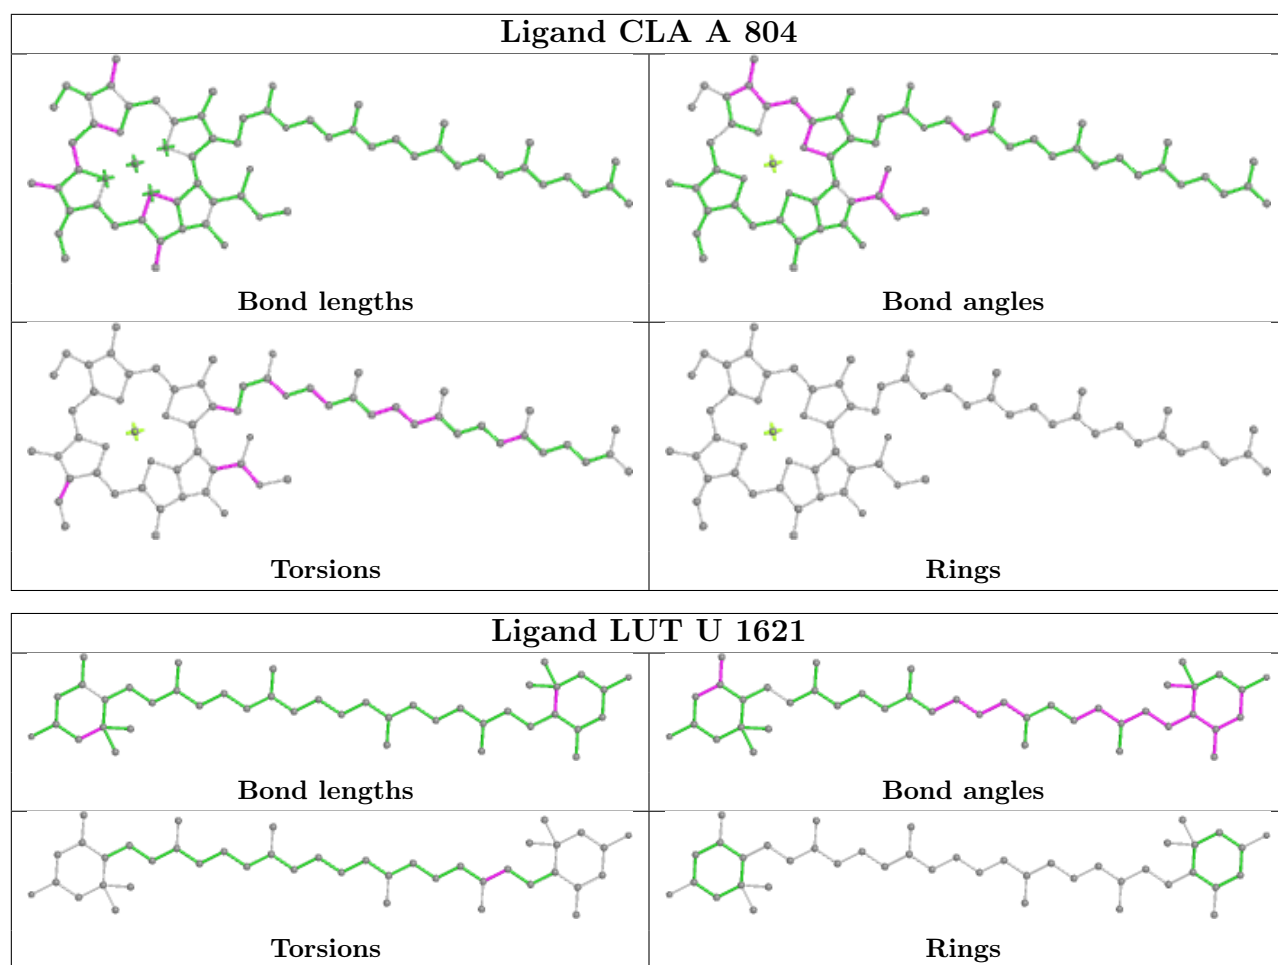 Ligand CLA A 804
Bond lengths
Bond angles
Torsions
Rings
Ligand LUT U 1621
Bond lengths
Bond angles
Torsions
Rings